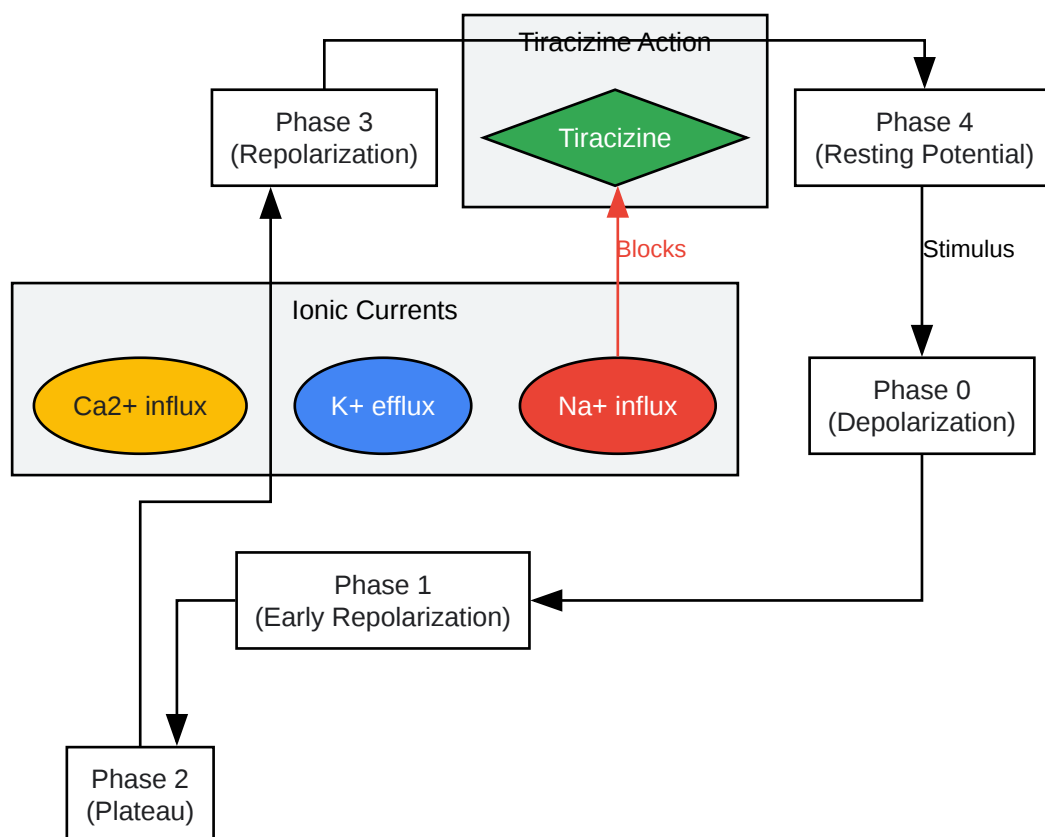 Tiracizine Action
Phase 3
(Repolarization)
Tiracizine
Phase 4
(Resting Potential)
Blocks
Stimulus
Ionic Currents
Ca2+ influx
K+ efflux
Na+ influx
Phase 0
(Depolarization)
Phase 1
(Early Repolarization)
Phase 2
(Plateau)